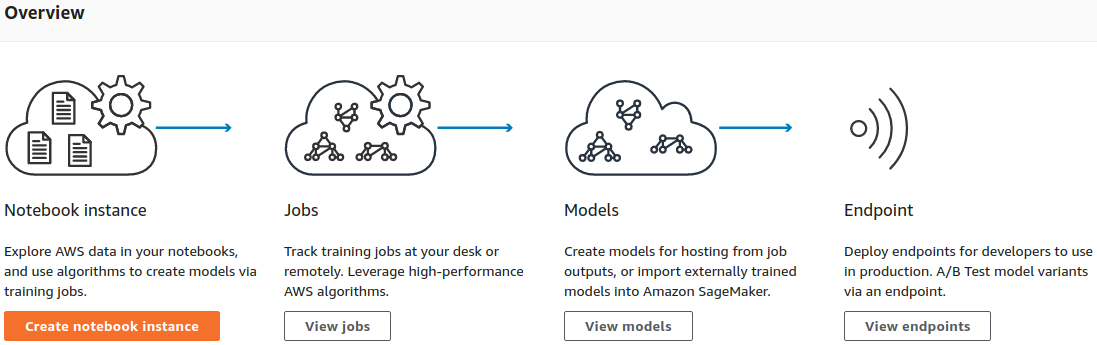 Overview
Notebook instance
Explore AWS data in your notebooks,
and use algorithms to create models via
training jobs.
Create notebook instance
Jobs
Track training jobs at your desk or
remotely. Leverage high-performance
AWS algorithms.
View jobs
Models
Create models for hosting from job
outputs, or import externally trained
models into Amazon SageMaker.
View models
Endpoint
Deploy endpoints for developers to use
in production. A/B Test model variants
via an endpoint.
View endpoints